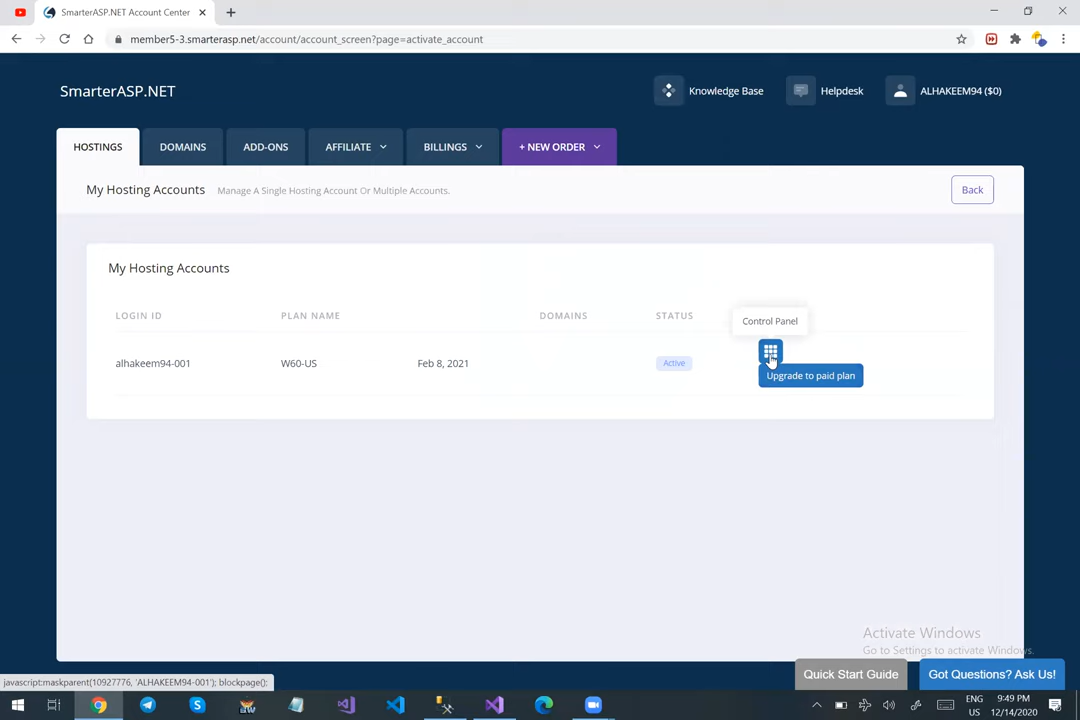 SmarterASP.NET Account Center
member5-3.smarterasp.net/account/account_screen?page=activate_account
SmarterASP.NET
Knowledge Base
Helpdesk
ALHAKEEM94 ($0)
HOSTINGS
DOMAINS
ADD-ONS
AFFILIATE
BILLINGS
+ NEW ORDER
My Hosting Accounts
Manage A Single Hosting Account Or Multiple Accounts.
Back
My Hosting Accounts
LOGIN ID
PLAN NAME
DOMAINS
STATUS
Control Panel
alhakeem94-001
W60-US
Feb 8, 2021
Active
Upgrade to paid plan
Activate Windows
Go to Settings to activate Windows.
Quick Start Guide
Got Questions? Ask Us!
javascript:maskparent(10927776, 'ALHAKEEM94-001'); blockpage();
ENG
US
9:49 PM
12/14/2020